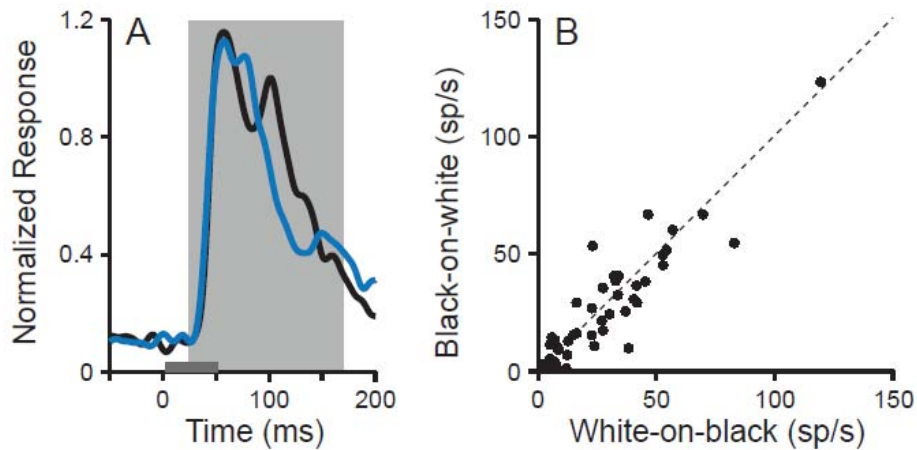 A
Normalized Response
1.2
0.8
0.4
0
0
100
200
Time (ms)
B
Black-on-white (sp/s)
150
100
50
0
0
50
100
150
White-on-black (sp/s)